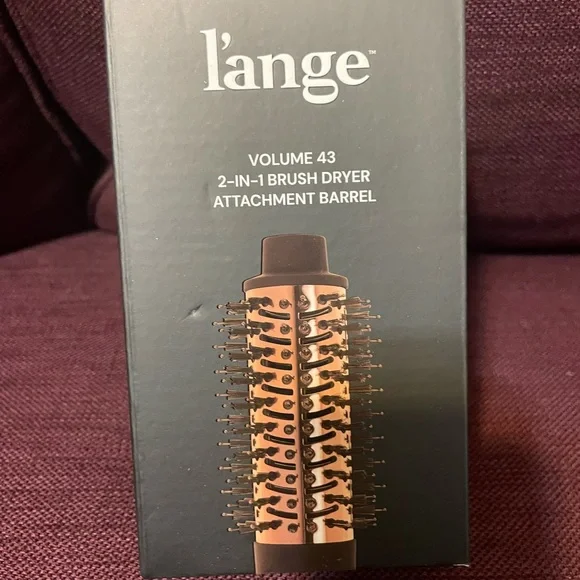 l'ange™
VOLUME 43
2-IN-1 BRUSH DRYER
ATTACHMENT BARREL